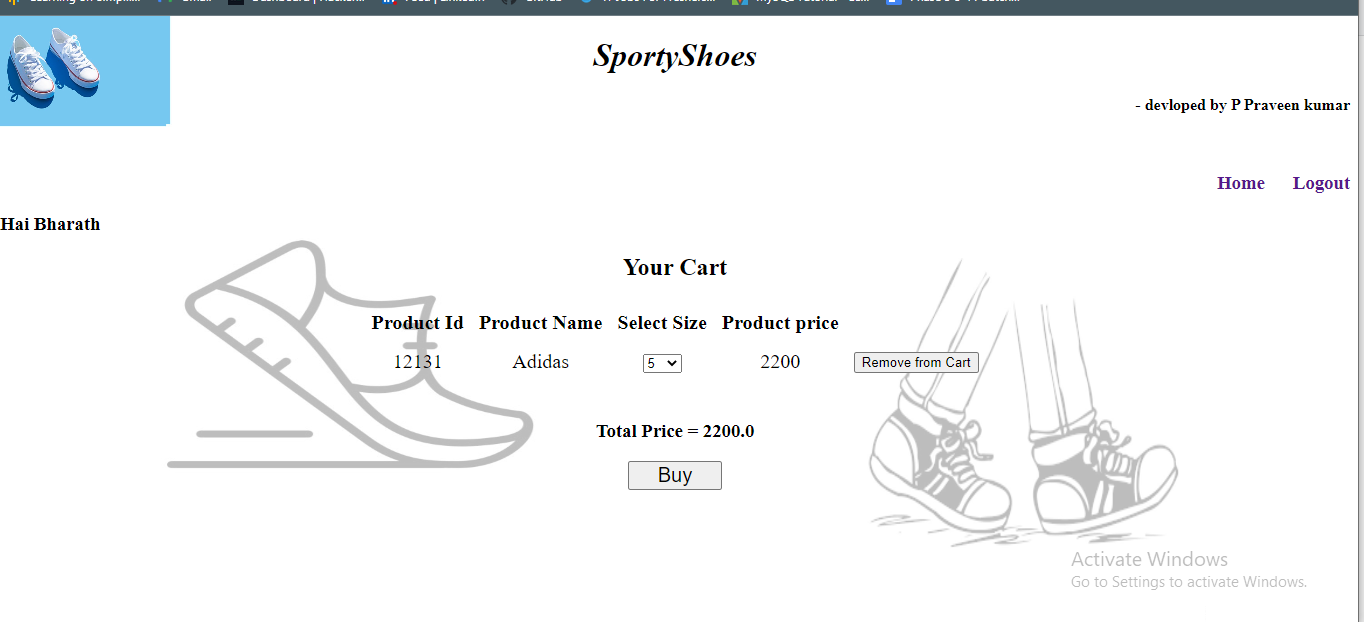 SportyShoes
- devloped by P Praveen kumar
Home Logout
Hai Bharath
Your Cart
Product Id Product Name Select Size Product price
12131 Adidas 5 2200 Remove from Cart
Total Price = 2200.0
Buy
Activate Windows
Go to Settings to activate Windows.